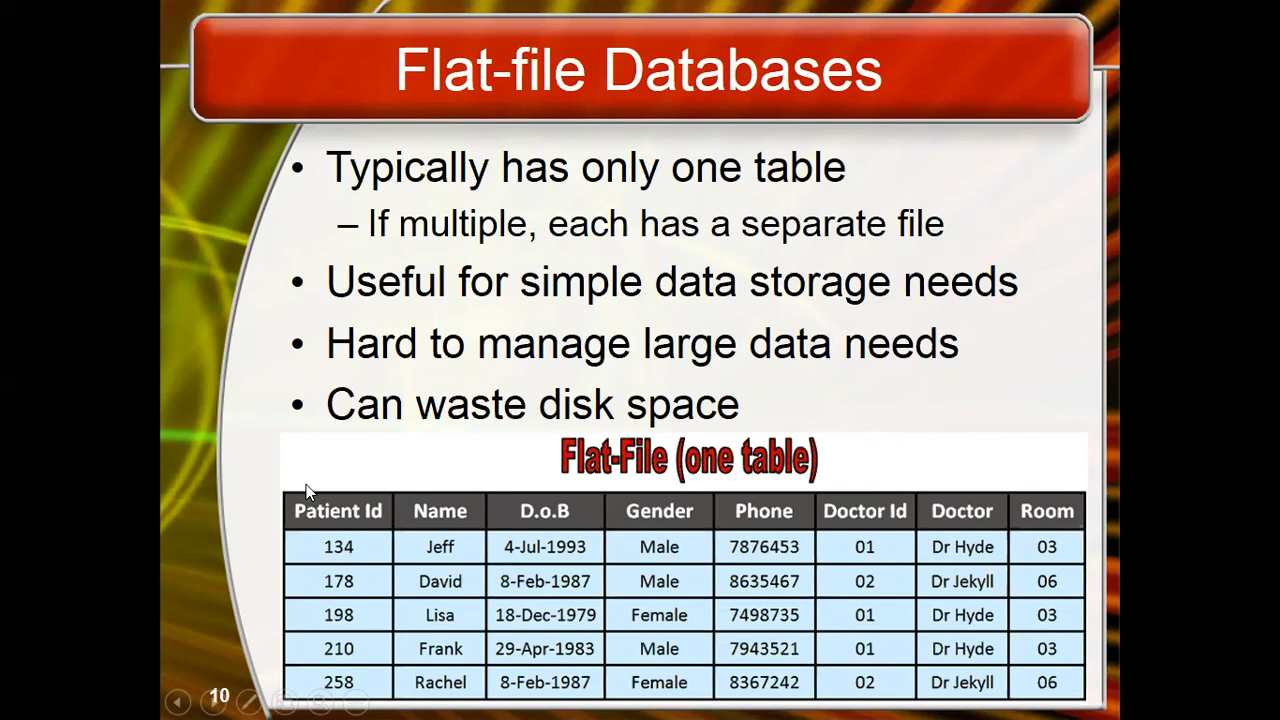 Flat-file Databases
• Typically has only one table
– If multiple, each has a separate file
• Useful for simple data storage needs
• Hard to manage large data needs
• Can waste disk space
Flat-File (one table)
Patient Id Name D.o.B Gender Phone Doctor Id Doctor Room
134 Jeff 4-Jul-1993 Male 7876453 01 Dr Hyde 03
178 David 8-Feb-1987 Male 8635467 02 Dr Jekyll 06
198 Lisa 18-Dec-1979 Female 7498735 01 Dr Hyde 03
210 Frank 29-Apr-1983 Male 7943521 01 Dr Hyde 03
258 Rachel 8-Feb-1987 Female 8367242 02 Dr Jekyll 06
10